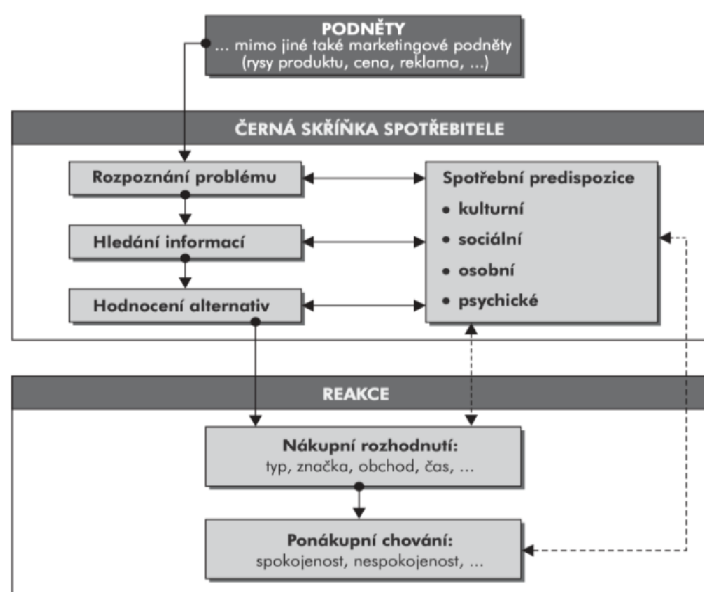 PODNĚTY
... mimo jiné také marketingové podněty
(rysy produktu, cena, reklama, ...)
ČERNÁ SKŘÍŇKA SPOTŘEBITELE
Rozpoznání problému
Hledání informací
Hodnocení alternativ
Spotřební predispozice
• kulturní
• sociální
• osobní
• psychické
REAKCE
Nákupní rozhodnutí:
typ, značka, obchod, čas, ...
Ponákupní chování:
spokojenost, nespokojenost, ...